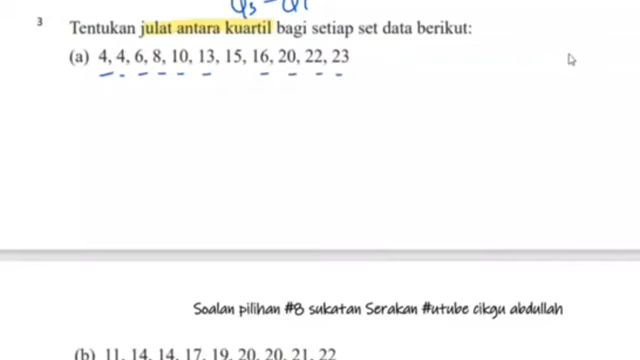 Q3 - Q1
3 Tentukan julat antara kuartil bagi setiap set data berikut:
(a) 4, 4, 6, 8, 10, 13, 15, 16, 20, 22, 23
Soalan pilihan #8 sukatan Serakan #utube cikgu abdullah
(b) 11, 14, 14, 17, 19, 20, 20, 21, 22